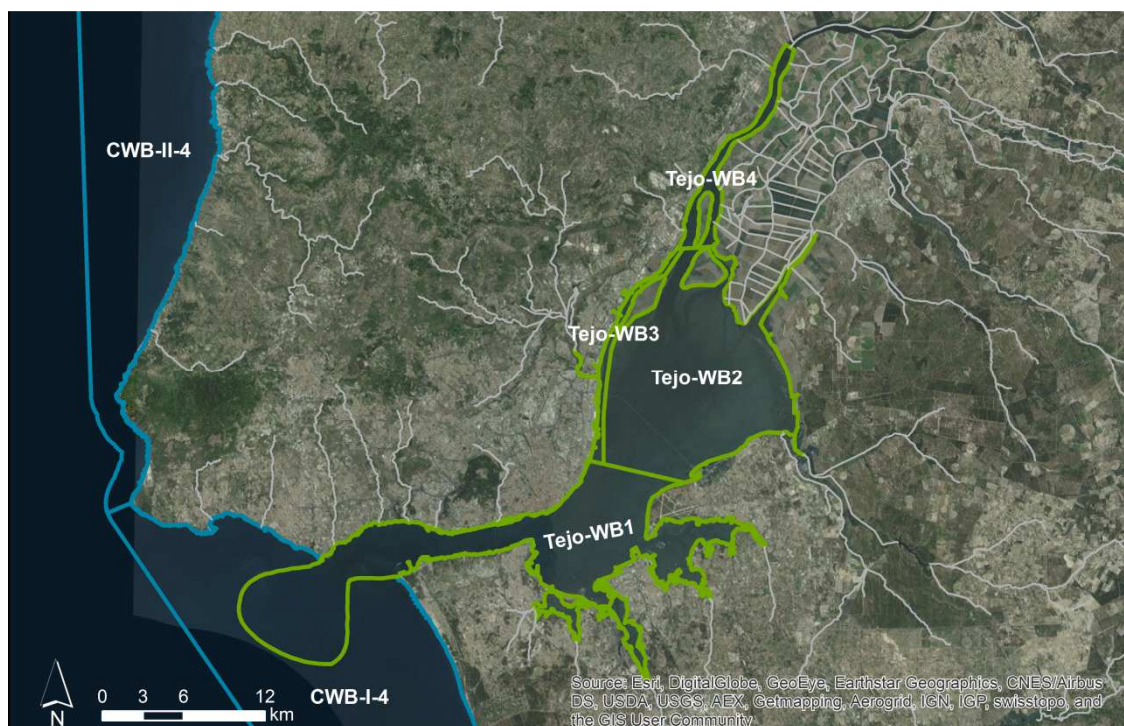 CWB-II-4
Tejo-WB4
Tejo-WB3
Tejo-WB2
Tejo-WB1
CWB-I-4
N
0 3 6 12
km
Source: Esri, DigitalGlobe, GeoEye, Earthstar Geographics, CNES/Airbus
DS, USDA, USGS, AEX, Getmapping, Aerogrid, IGN, IGP, swisstopo, and
the GIS User Community